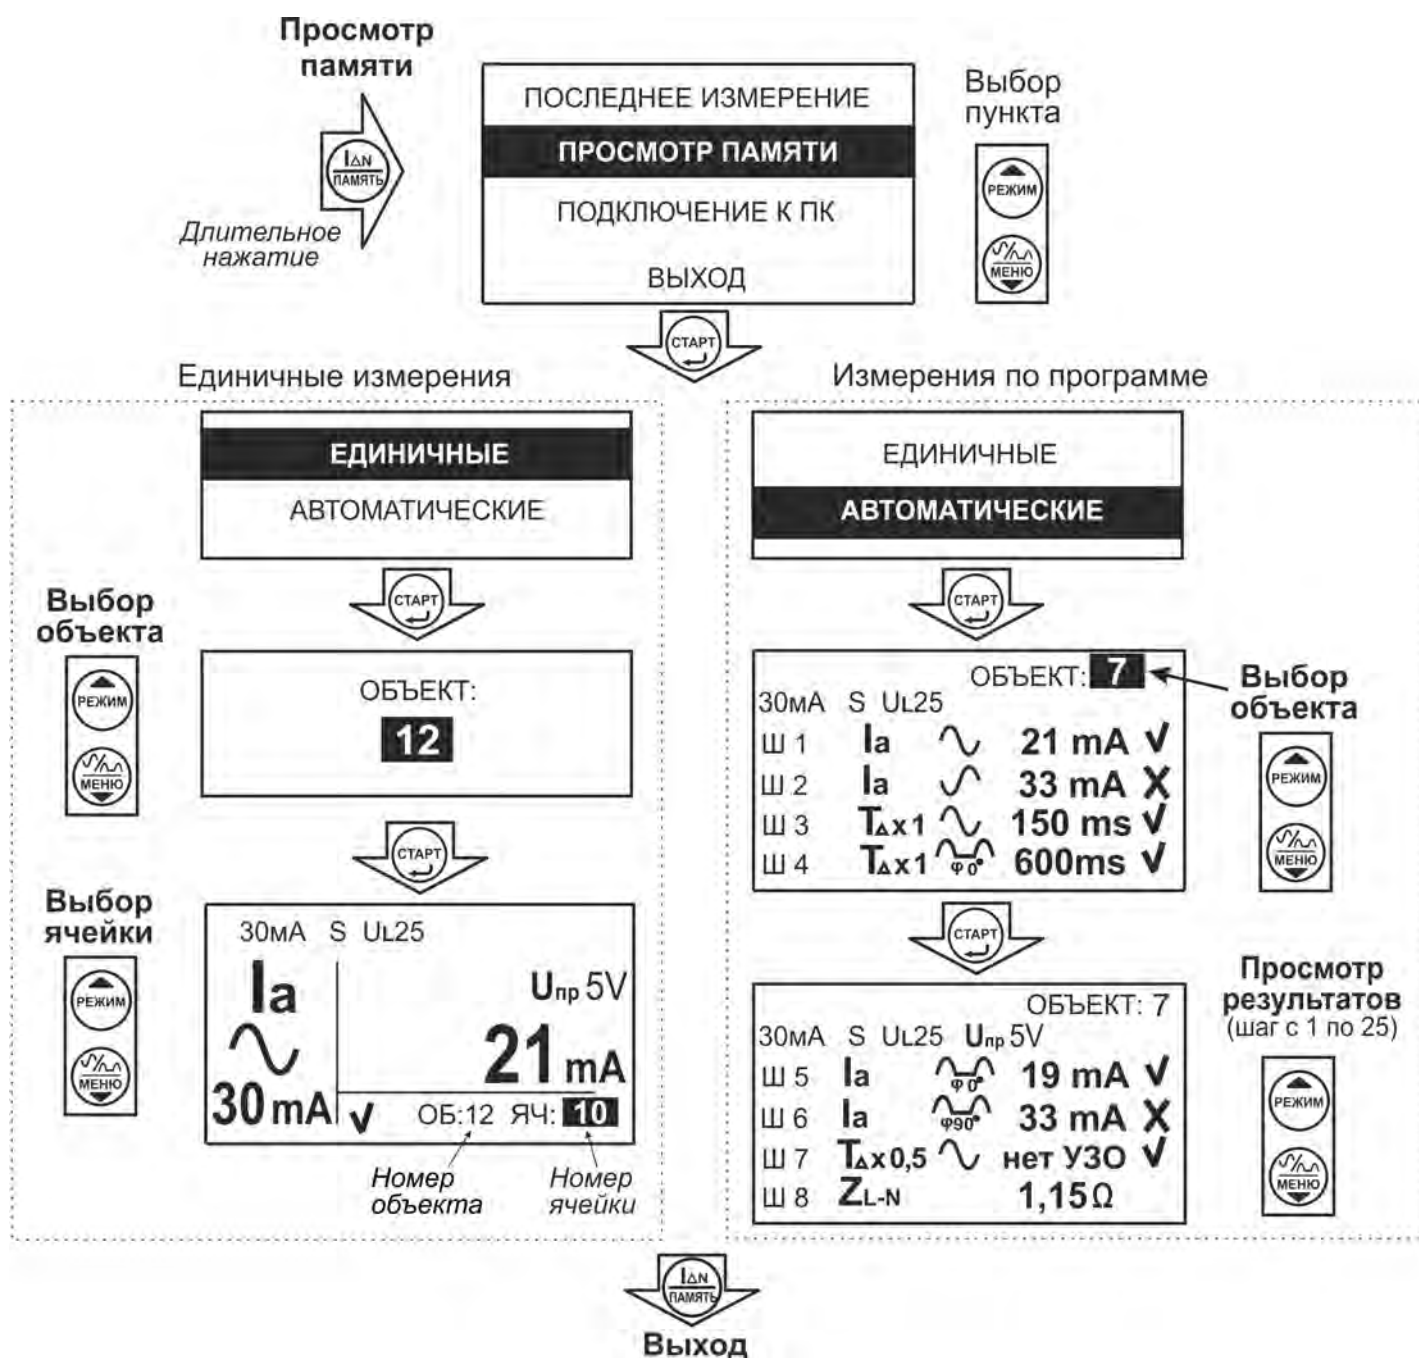 Просмотр
памяти
IΔN
ПАМЯТЬ
Длительное
нажатие
ПОСЛЕДНЕЕ ИЗМЕРЕНИЕ
ПРОСМОТР ПАМЯТИ
ПОДКЛЮЧЕНИЕ К ПК
ВЫХОД
Выбор
пункта
РЕЖИМ
МЕНЮ
СТАРТ
Единичные измерения
ЕДИНИЧНЫЕ
АВТОМАТИЧЕСКИЕ
СТАРТ
Выбор
объекта
РЕЖИМ
МЕНЮ
ОБЪЕКТ:
12
СТАРТ
Выбор
ячейки
РЕЖИМ
МЕНЮ
30мА S UL25
Ia
Uпр 5V
21 mA
30 mA ✓ ОБ:12 ЯЧ: 10
Номер
объекта
Номер
ячейки
Измерения по программе
ЕДИНИЧНЫЕ
АВТОМАТИЧЕСКИЕ
СТАРТ
ОБЪЕКТ: 7
30мА S UL25
Ш 1 Ia 21 mA ✓
Ш 2 Ia 33 mA X
Ш 3 TΔx1 150 ms ✓
Ш 4 TΔx1 φ0° 600ms ✓
Выбор
объекта
РЕЖИМ
МЕНЮ
СТАРТ
ОБЪЕКТ: 7
30мА S UL25 Uпр 5V
Ш 5 Ia φ0° 19 mA ✓
Ш 6 Ia φ90° 33 mA X
Ш 7 TΔx0,5 нет УЗО ✓
Ш 8 ZL-N 1,15Ω
Просмотр
результатов
(шаг с 1 по 25)
РЕЖИМ
МЕНЮ
IΔN
ПАМЯТЬ
Выход